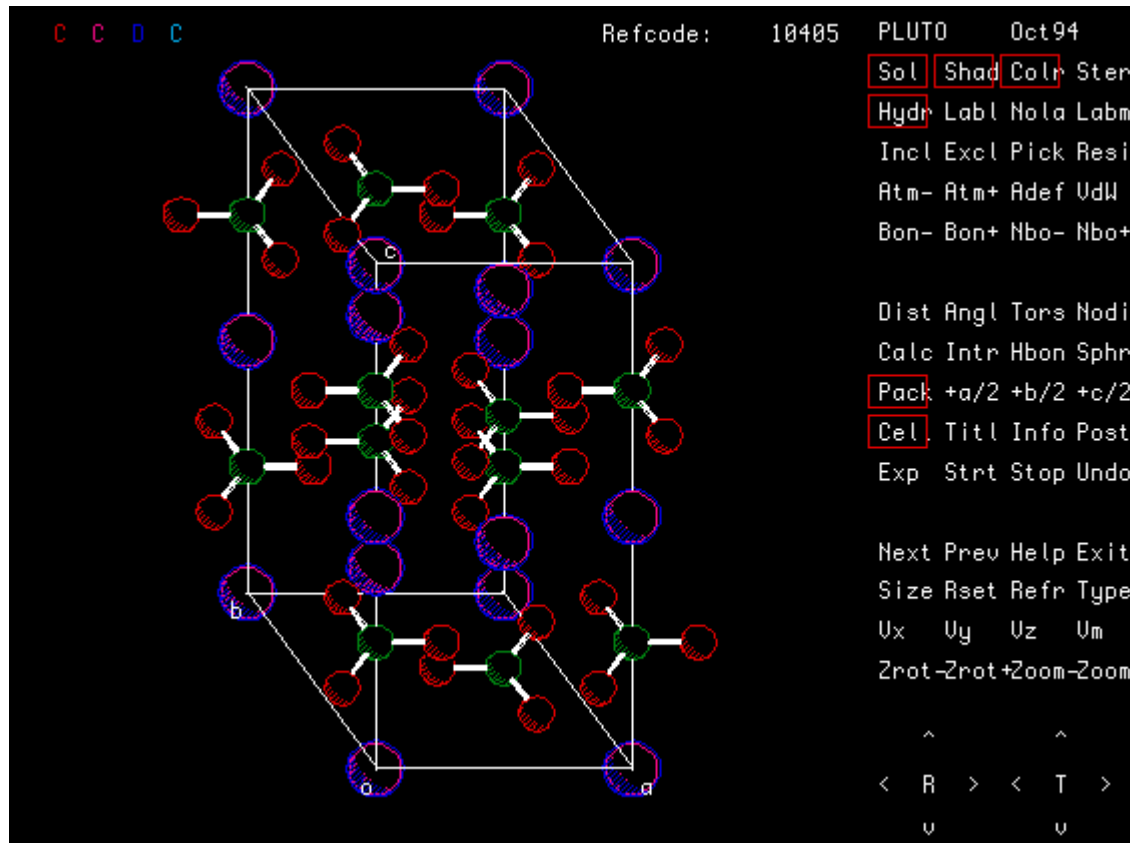 C C D C Refcode: 10405 PLUTO Oct94
Sol Shad Colr Ster
Hydr Labl Nola Labm
Incl Excl Pick Resi
Atm- Atm+ Adef VdW
Bon- Bon+ Nbo- Nbo+
c
Dist Angl Tors Nodi
Calc Intr Hbon Sphr
Pack +a/2 +b/2 +c/2
Cel. Titl Info Post
Exp Strt Stop Undo
Next Prev Help Exit
Size Rset Refr Type
b
Vx Vy Vz Vm
Zrot-Zrot+Zoom-Zoom
^ ^
o a
< R > < T >
v v